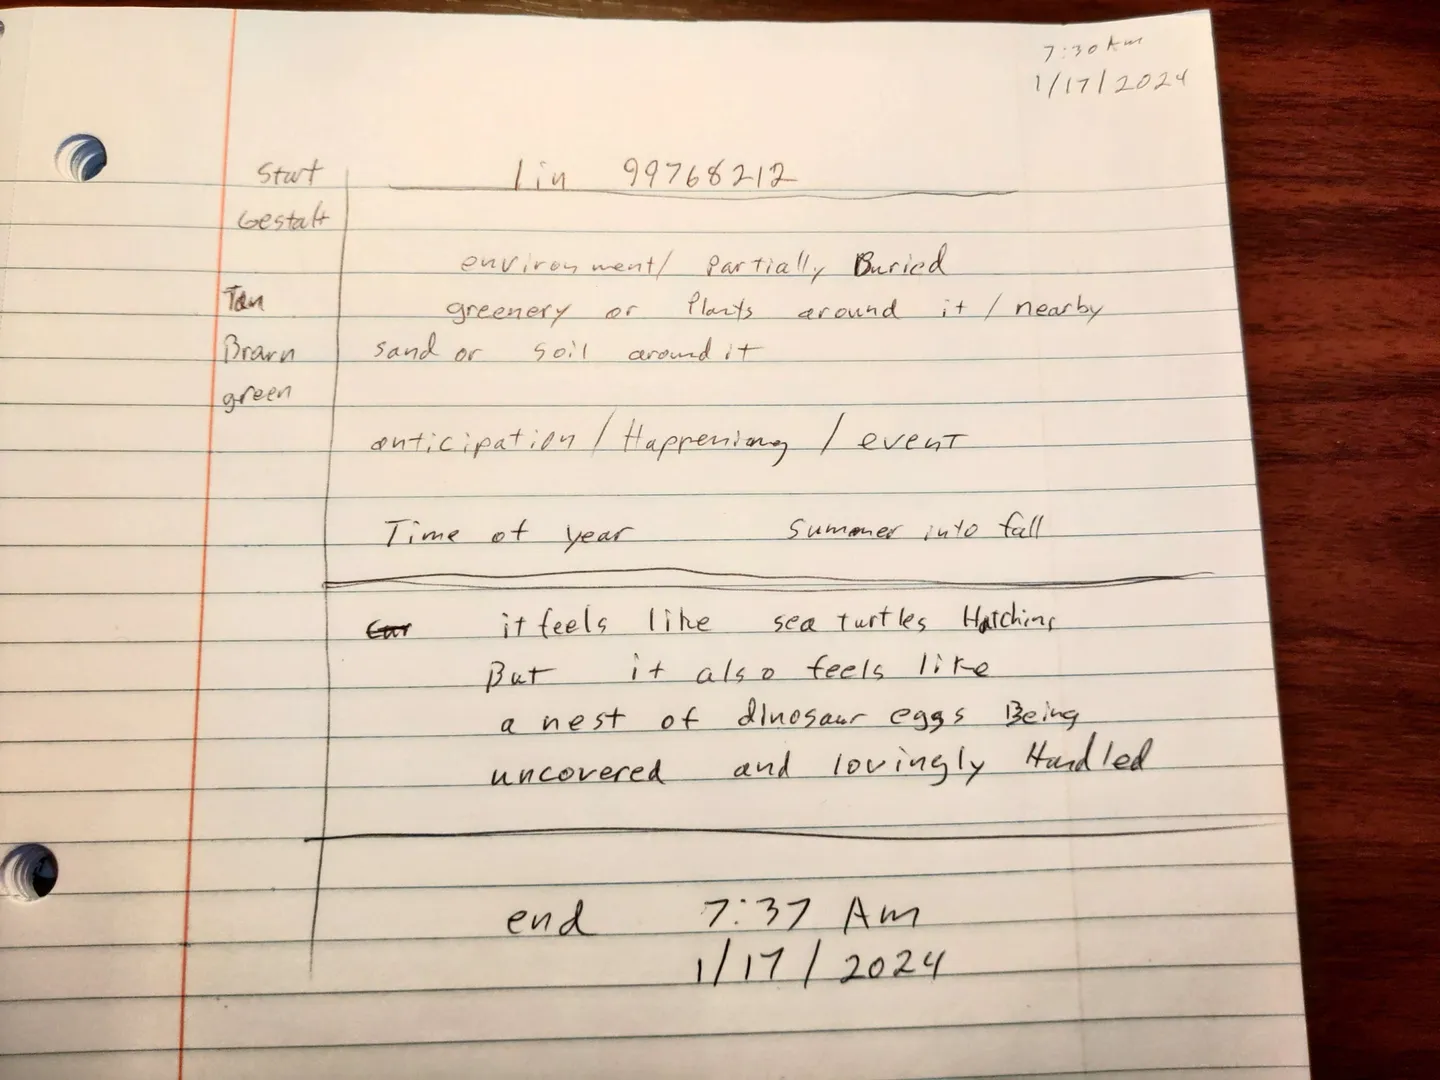 7:30 Am
1/17/2024
Start lin 99768212
Gestalt
environment/ Partially Buried
Tan greenery or Plants around it / nearby
Brown sand or soil around it
green
anticipation / Happening / event
Time of year Summer into fall
it feels like sea turtles Hatching
But it also feels like
a nest of dinosaur eggs Being
uncovered and lovingly Handled
end 7:37 Am
1/17/2024